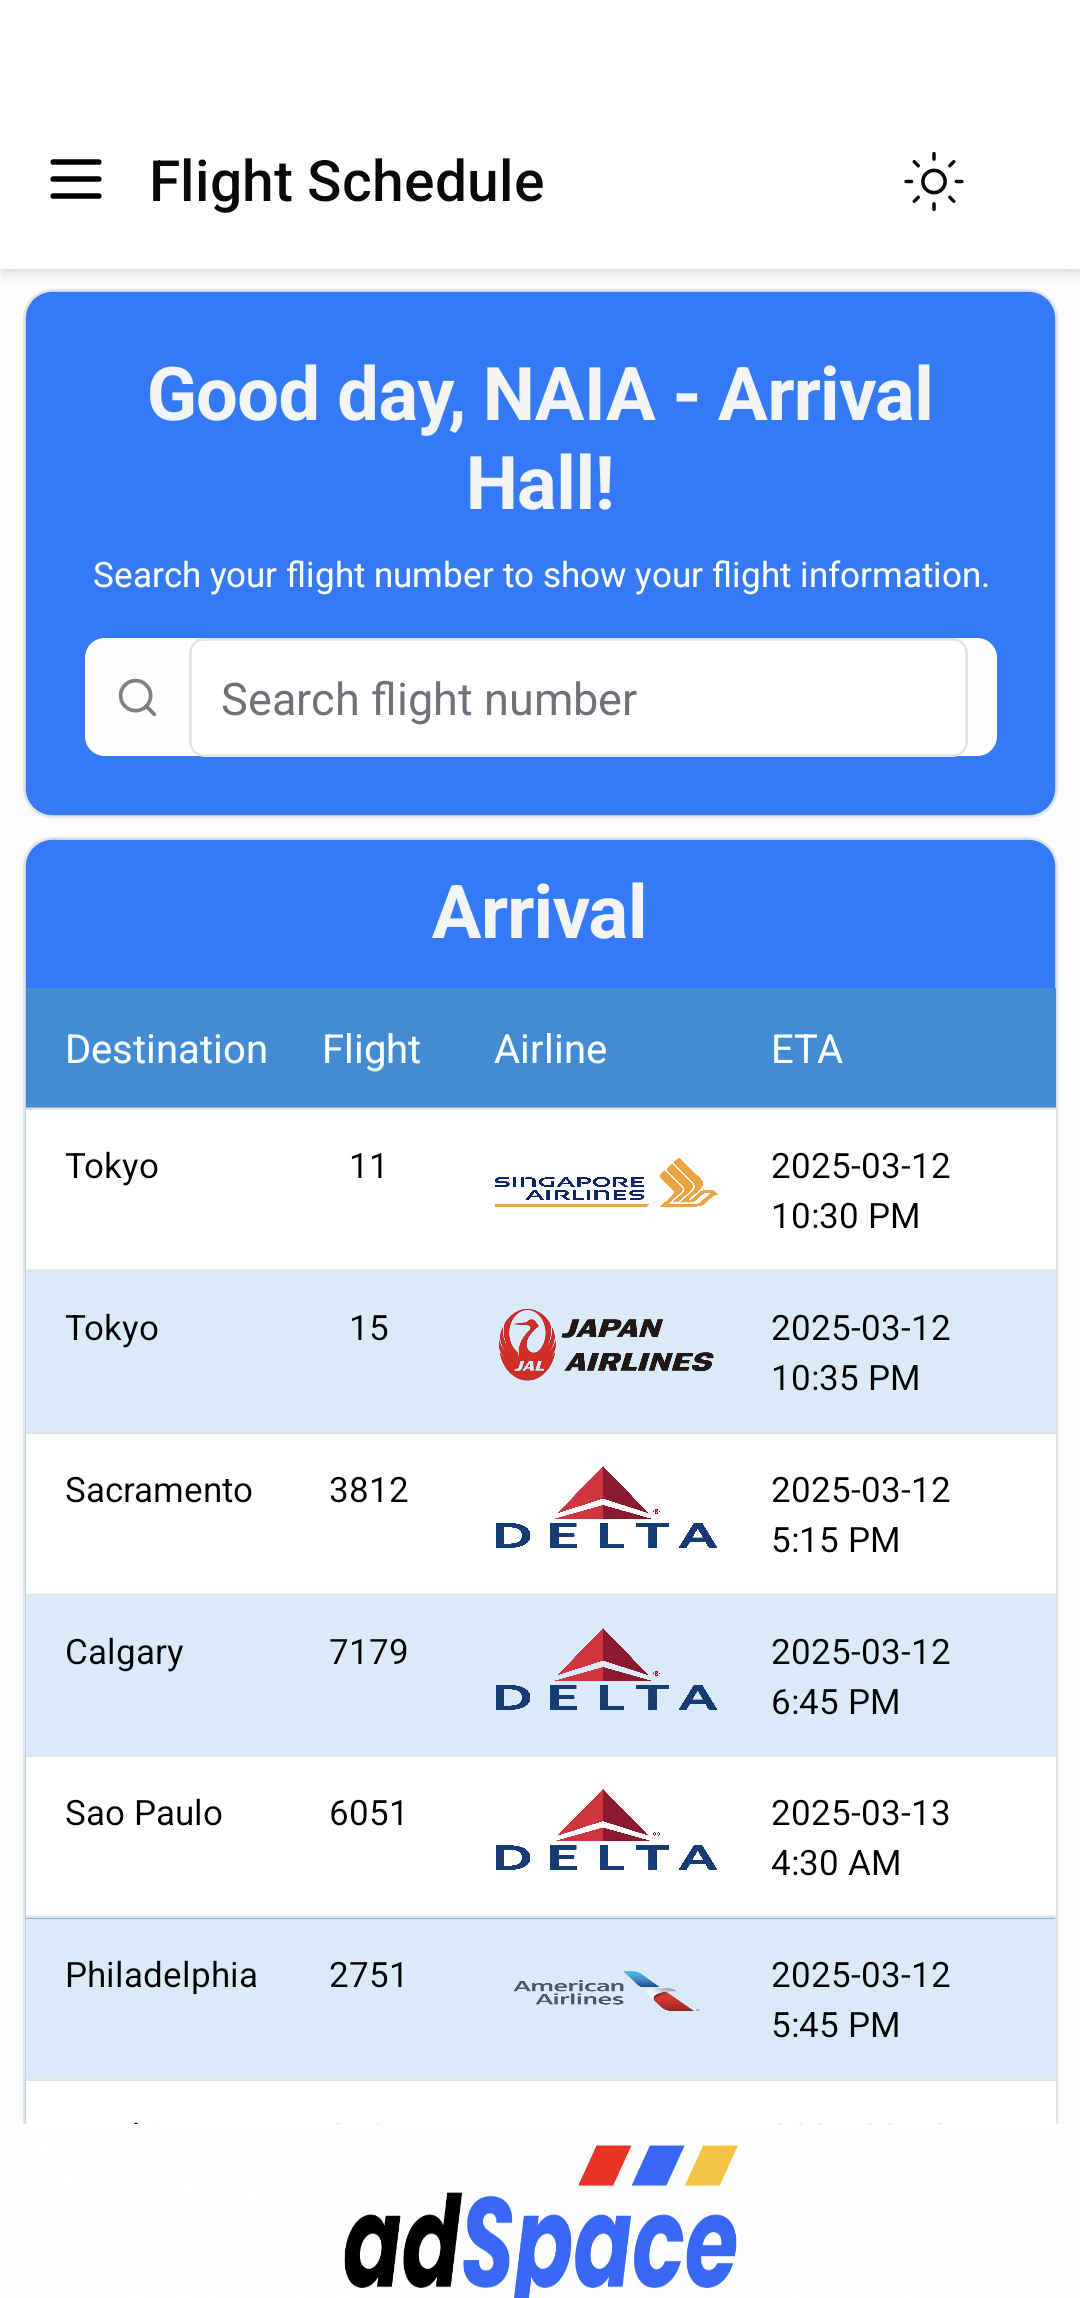 Flight Schedule
Good day, NAIA - Arrival
Hall!
Search your flight number to show your flight information.
Search flight number
Arrival
Destination Flight Airline ETA
Tokyo 11 SINGAPORE AIRLINES 2025-03-12
10:30 PM
Tokyo 15 JAL JAPAN AIRLINES 2025-03-12
10:35 PM
Sacramento 3812 DELTA 2025-03-12
5:15 PM
Calgary 7179 DELTA 2025-03-12
6:45 PM
Sao Paulo 6051 DELTA 2025-03-13
4:30 AM
Philadelphia 2751 American Airlines 2025-03-12
5:45 PM
adSpace